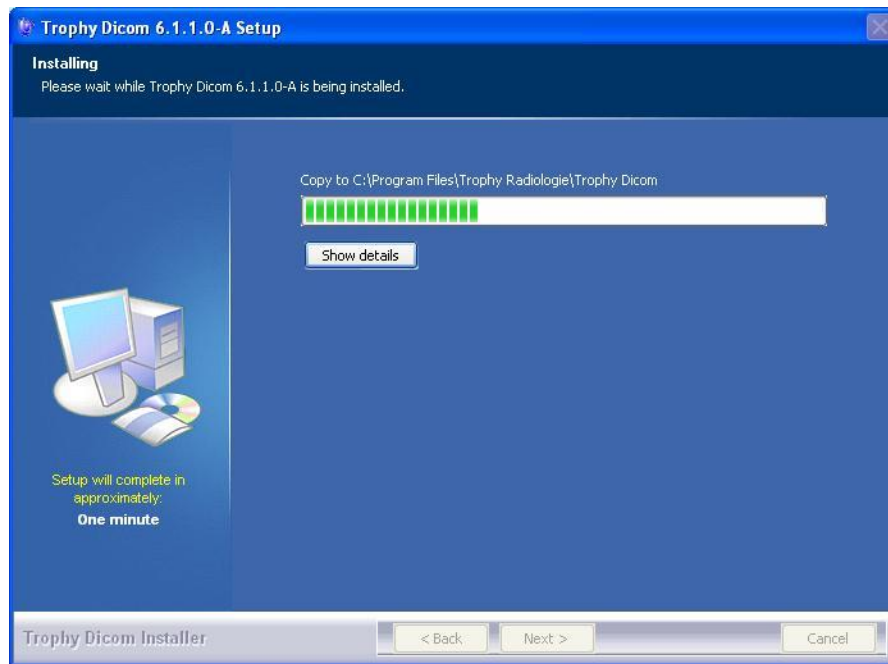 Trophy Dicom 6.1.1.0-A Setup
Installing
Please wait while Trophy Dicom 6.1.1.0-A is being installed.
Copy to C:\Program Files\Trophy Radiologie\Trophy Dicom
Show details
Setup will complete in
approximately:
One minute
Trophy Dicom Installer
< Back
Next >
Cancel